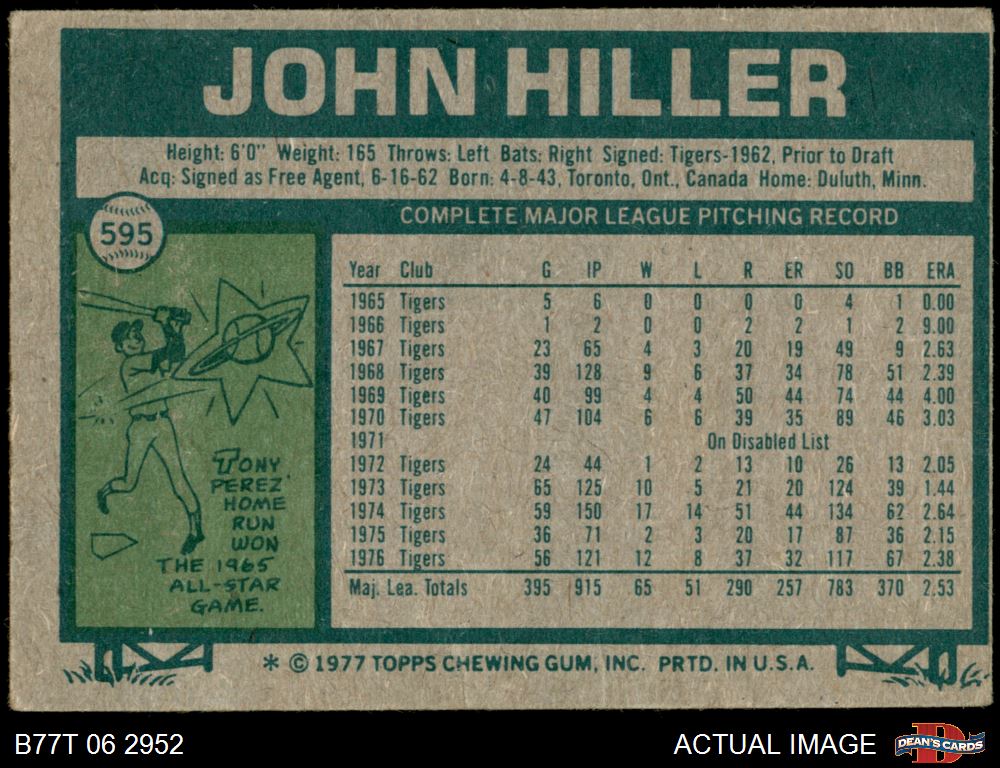 JOHN HILLER
Height: 6'0" Weight: 165 Throws: Left Bats: Right Signed: Tigers-1962, Prior to Draft
Acq: Signed as Free Agent, 6-16-62 Born: 4-8-43, Toronto, Ont., Canada Home: Duluth, Minn.
595
COMPLETE MAJOR LEAGUE PITCHING RECORD
Year Club G IP W L R ER SO BB ERA
1965 Tigers 5 6 0 0 0 0 4 1 0.00
1966 Tigers 1 2 0 0 2 2 1 2 9.00
1967 Tigers 23 65 4 3 20 19 49 9 2.63
1968 Tigers 39 128 9 6 37 34 78 51 2.39
1969 Tigers 40 99 4 4 50 44 74 44 4.00
1970 Tigers 47 104 6 6 39 35 89 46 3.03
1971 On Disabled List
1972 Tigers 24 44 1 2 13 10 26 13 2.05
1973 Tigers 65 125 10 5 21 20 124 39 1.44
1974 Tigers 59 150 17 14 51 44 134 62 2.64
1975 Tigers 36 71 2 3 20 17 87 36 2.15
1976 Tigers 56 121 12 8 37 32 117 67 2.38
Maj. Lea. Totals 395 915 65 51 290 257 783 370 2.53
TONY
PEREZ'
HOME
RUN
WON
THE 1965
ALL-STAR
GAME.
* © 1977 TOPPS CHEWING GUM, INC. PRTD. IN U.S.A.
B77T 06 2952
ACTUAL IMAGE
DEAN'S CARDS